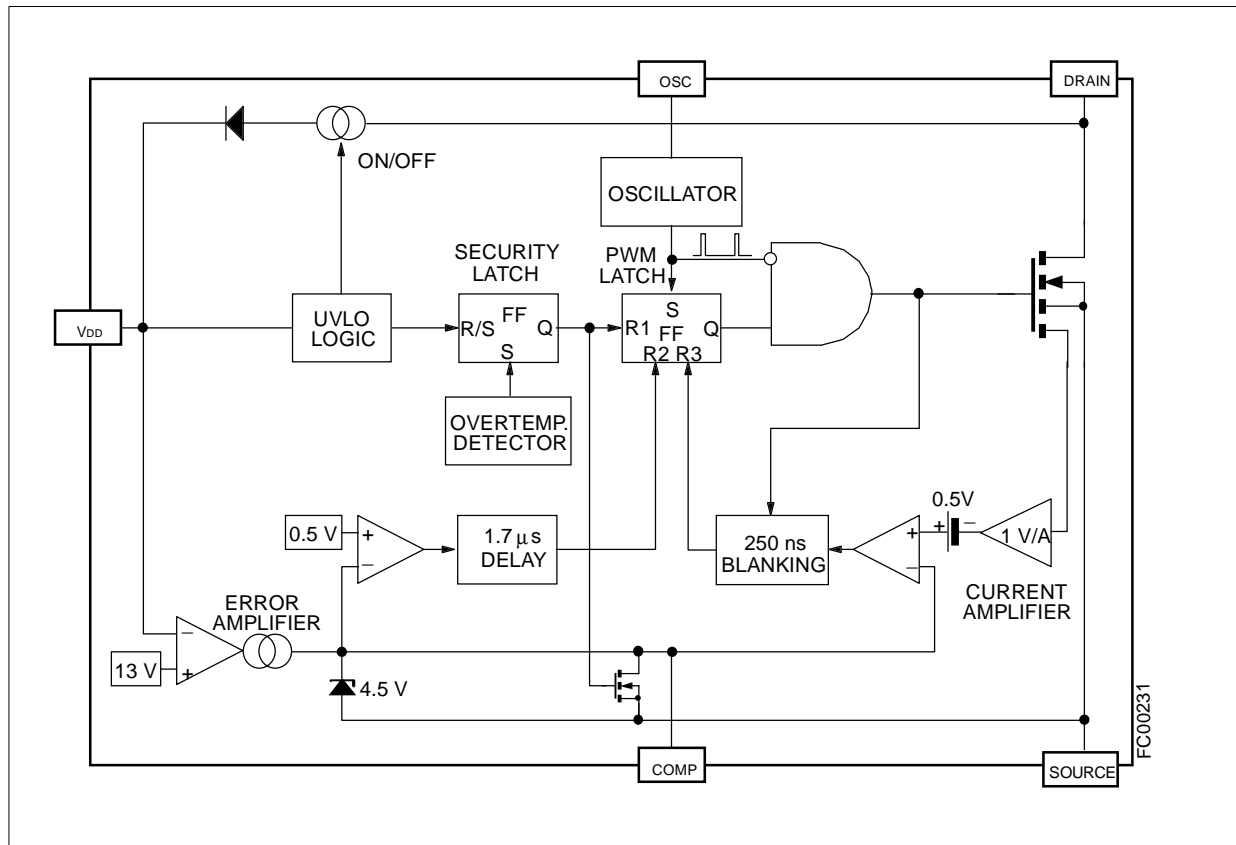 OSC
DRAIN
ON/OFF
OSCILLATOR
SECURITY
LATCH
PWM
LATCH
VDD
UVLO
LOGIC
R/S FF Q
S
S
R1 FF Q
R2 R3
OVERTEMP.
DETECTOR
0.5 V
+
−
1.7 μs
DELAY
250 ns
BLANKING
+
−
0.5V
+ −
1 V/A
CURRENT
AMPLIFIER
ERROR
AMPLIFIER
−
13 V
+
4.5 V
COMP
SOURCE
FC00231